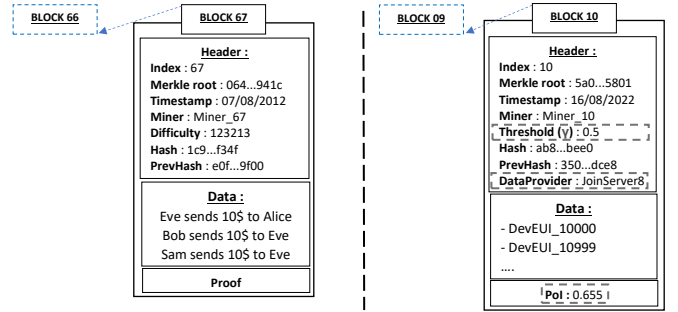 BLOCK 66
BLOCK 67
Header :
Index : 67
Merkle root : 064...941c
Timestamp : 07/08/2012
Miner : Miner_67
Difficulty : 123213
Hash : 1c9...f34f
PrevHash : e0f...9f00
Data :
Eve sends 10$ to Alice
Bob sends 10$ to Eve
Sam sends 10$ to Eve
Proof
BLOCK 09
BLOCK 10
Header :
Index : 10
Merkle root : 5a0...5801
Timestamp : 16/08/2022
Miner : Miner_10
Threshold (γ) : 0.5
Hash : ab8...bee0
PrevHash : 350...dce8
DataProvider : JoinServer8
Data :
- DevEUI_10000
- DevEUI_10999
....
PoI : 0.655